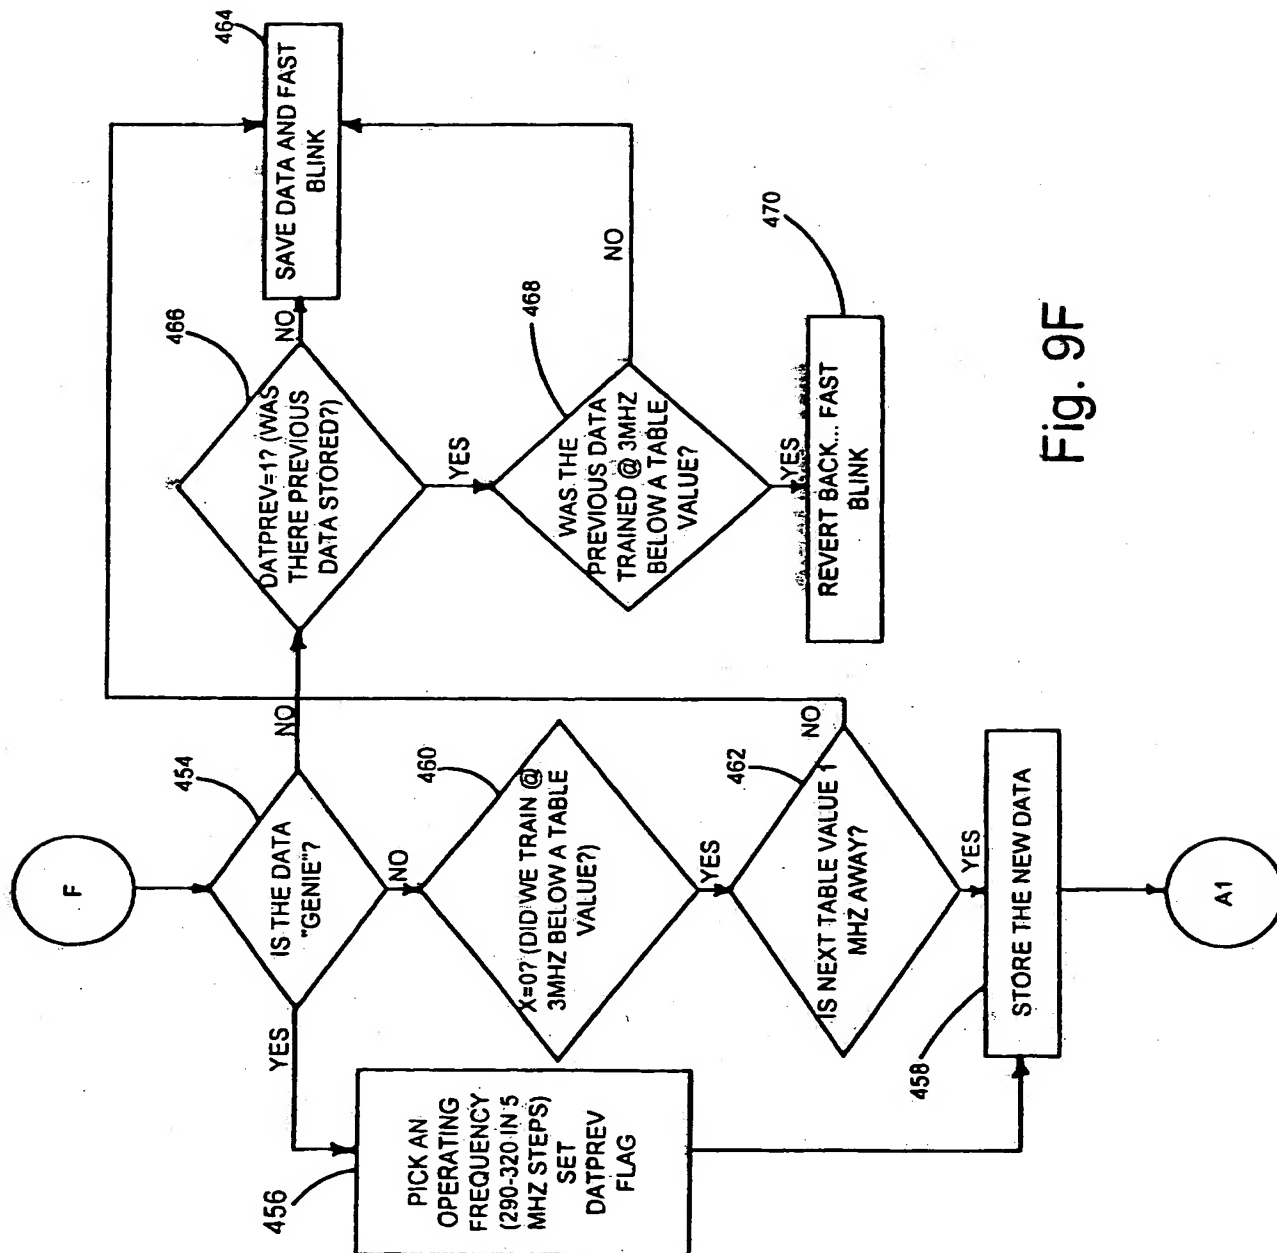 F
454
IS THE DATA
"GENIE"?
YES
NO
NO
456
PICK AN
OPERATING
FREQUENCY
(290-320 IN 5
MHZ STEPS)
SET
DATPREV
FLAG
460
X=0? (DID WE TRAIN @
3MHZ BELOW A TABLE
VALUE?)
YES
462
IS NEXT TABLE VALUE 1
MHZ AWAY?
NO
YES
458
STORE THE NEW DATA
A1
466
DATPREV=1? (WAS
THERE PREVIOUS
DATA STORED?)
NO
YES
464
SAVE DATA AND FAST
BLINK
468
WAS THE
PREVIOUS DATA
TRAINED @ 3MHZ
BELOW A TABLE
VALUE?
NO
YES
470
REVERT BACK... FAST
BLINK
Fig. 9F